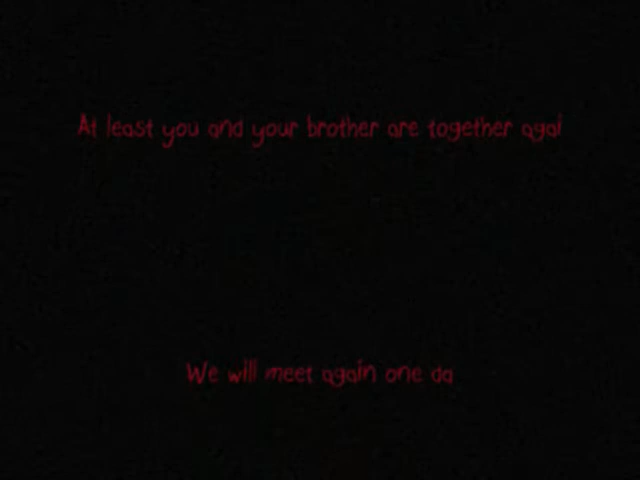 At least you and your brother are together agai
We will meet again one da